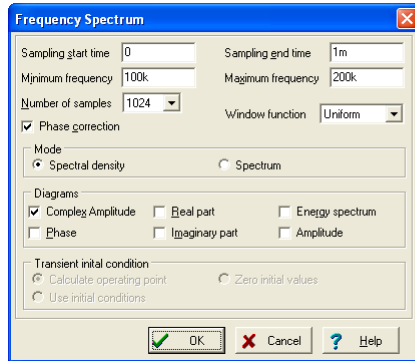 Frequency Spectrum
Sampling start time 0 Sampling end time 1m
Minimum frequency 100k Maximum frequency 200k
Number of samples 1024 Window function Uniform
Phase correction
Mode
Spectral density Spectrum
Diagrams
Complex Amplitude Real part Energy spectrum
Phase Imaginary part Amplitude
Transient inital condition
Calculate operating point Zero initial values
Use initial conditions
OK Cancel ? Help